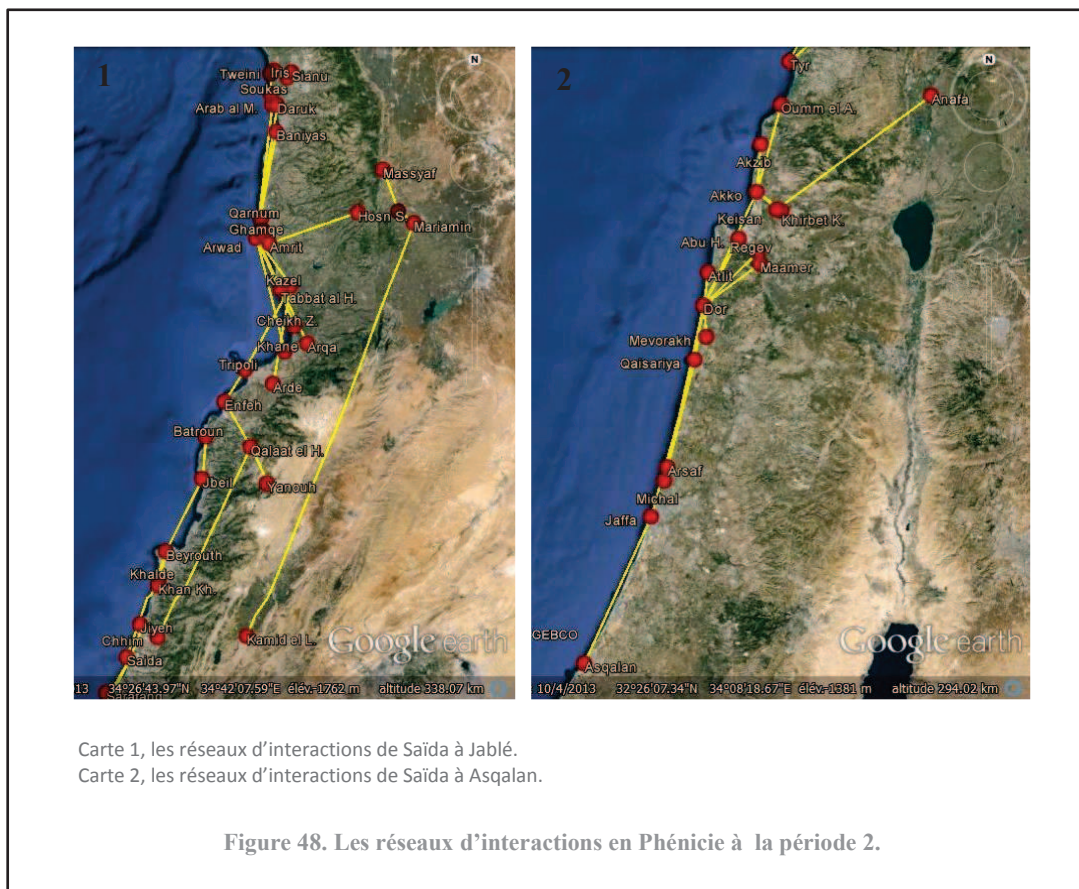 1
N
Tweini
Iris
Sianu
Soukas
Arab al M.
Daruk
Baniyas
Massyaf
Qarnum
Hosn S.
Ghamqe
Mariamin
Arwad
Amrit
Kazel
Tabbat al H.
Cheikh Z.
Khane
Arqa
Tripoli
Arde
Enfeh
Batroun
Qalaat el H.
Jbeil
Yanouh
Beyrouth
Khalde
Khan Kh.
Jiyeh
Chhim
Kamid el L.
Saïda
Google earth
34°26'43.97"N 34°42'07.59"E élév.-1762 m altitude 338.07 km
2
N
Tyr
Anafa
Oumm el A.
Akzib
Akko
Keisan
Khirbet K.
Abu H.
Regev
Maamer
Atlit
Dor
Mevorakh
Qaisariya
Arsaf
Michal
Jaffa
GEBCO
Google earth
Asqalan
10/4/2013 32°26'07.34"N 34°08'18.67"E élév.-1381 m altitude 294.02 km
Carte 1, les réseaux d'interactions de Saïda à Jablé.
Carte 2, les réseaux d'interactions de Saïda à Asqalan.
Figure 48. Les réseaux d'interactions en Phénicie à la période 2.